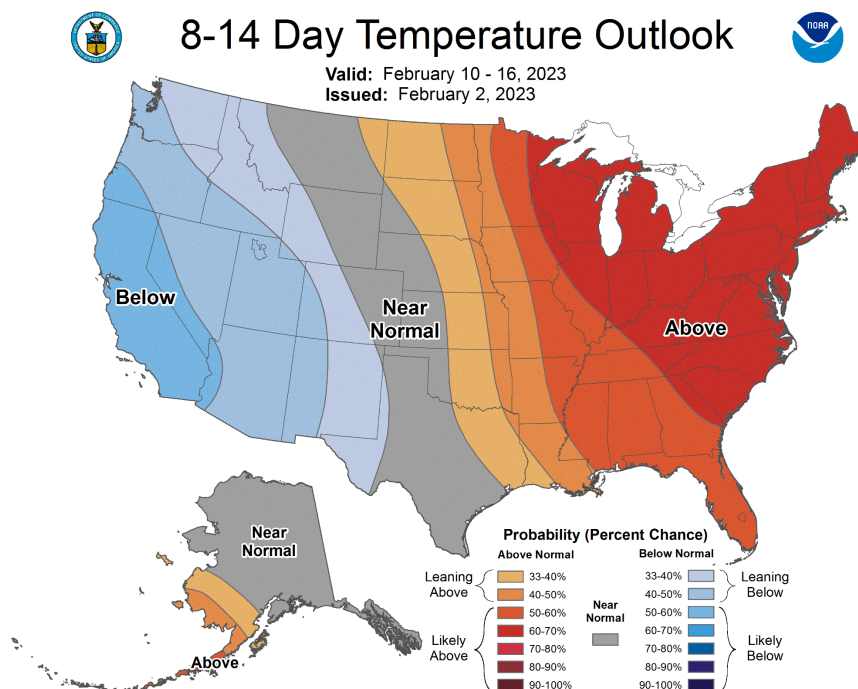 8-14 Day Temperature Outlook
NOAA
Valid: February 10 - 16, 2023
Issued: February 2, 2023
Below
Near
Normal
Above
Near
Normal
Above
Probability (Percent Chance)
Above Normal
Below Normal
Leaning
Above
33-40%
40-50%
50-60%
60-70%
70-80%
80-90%
90-100%
Likely
Above
Near
Normal
33-40%
40-50%
50-60%
60-70%
70-80%
80-90%
90-100%
Leaning
Below
Likely
Below